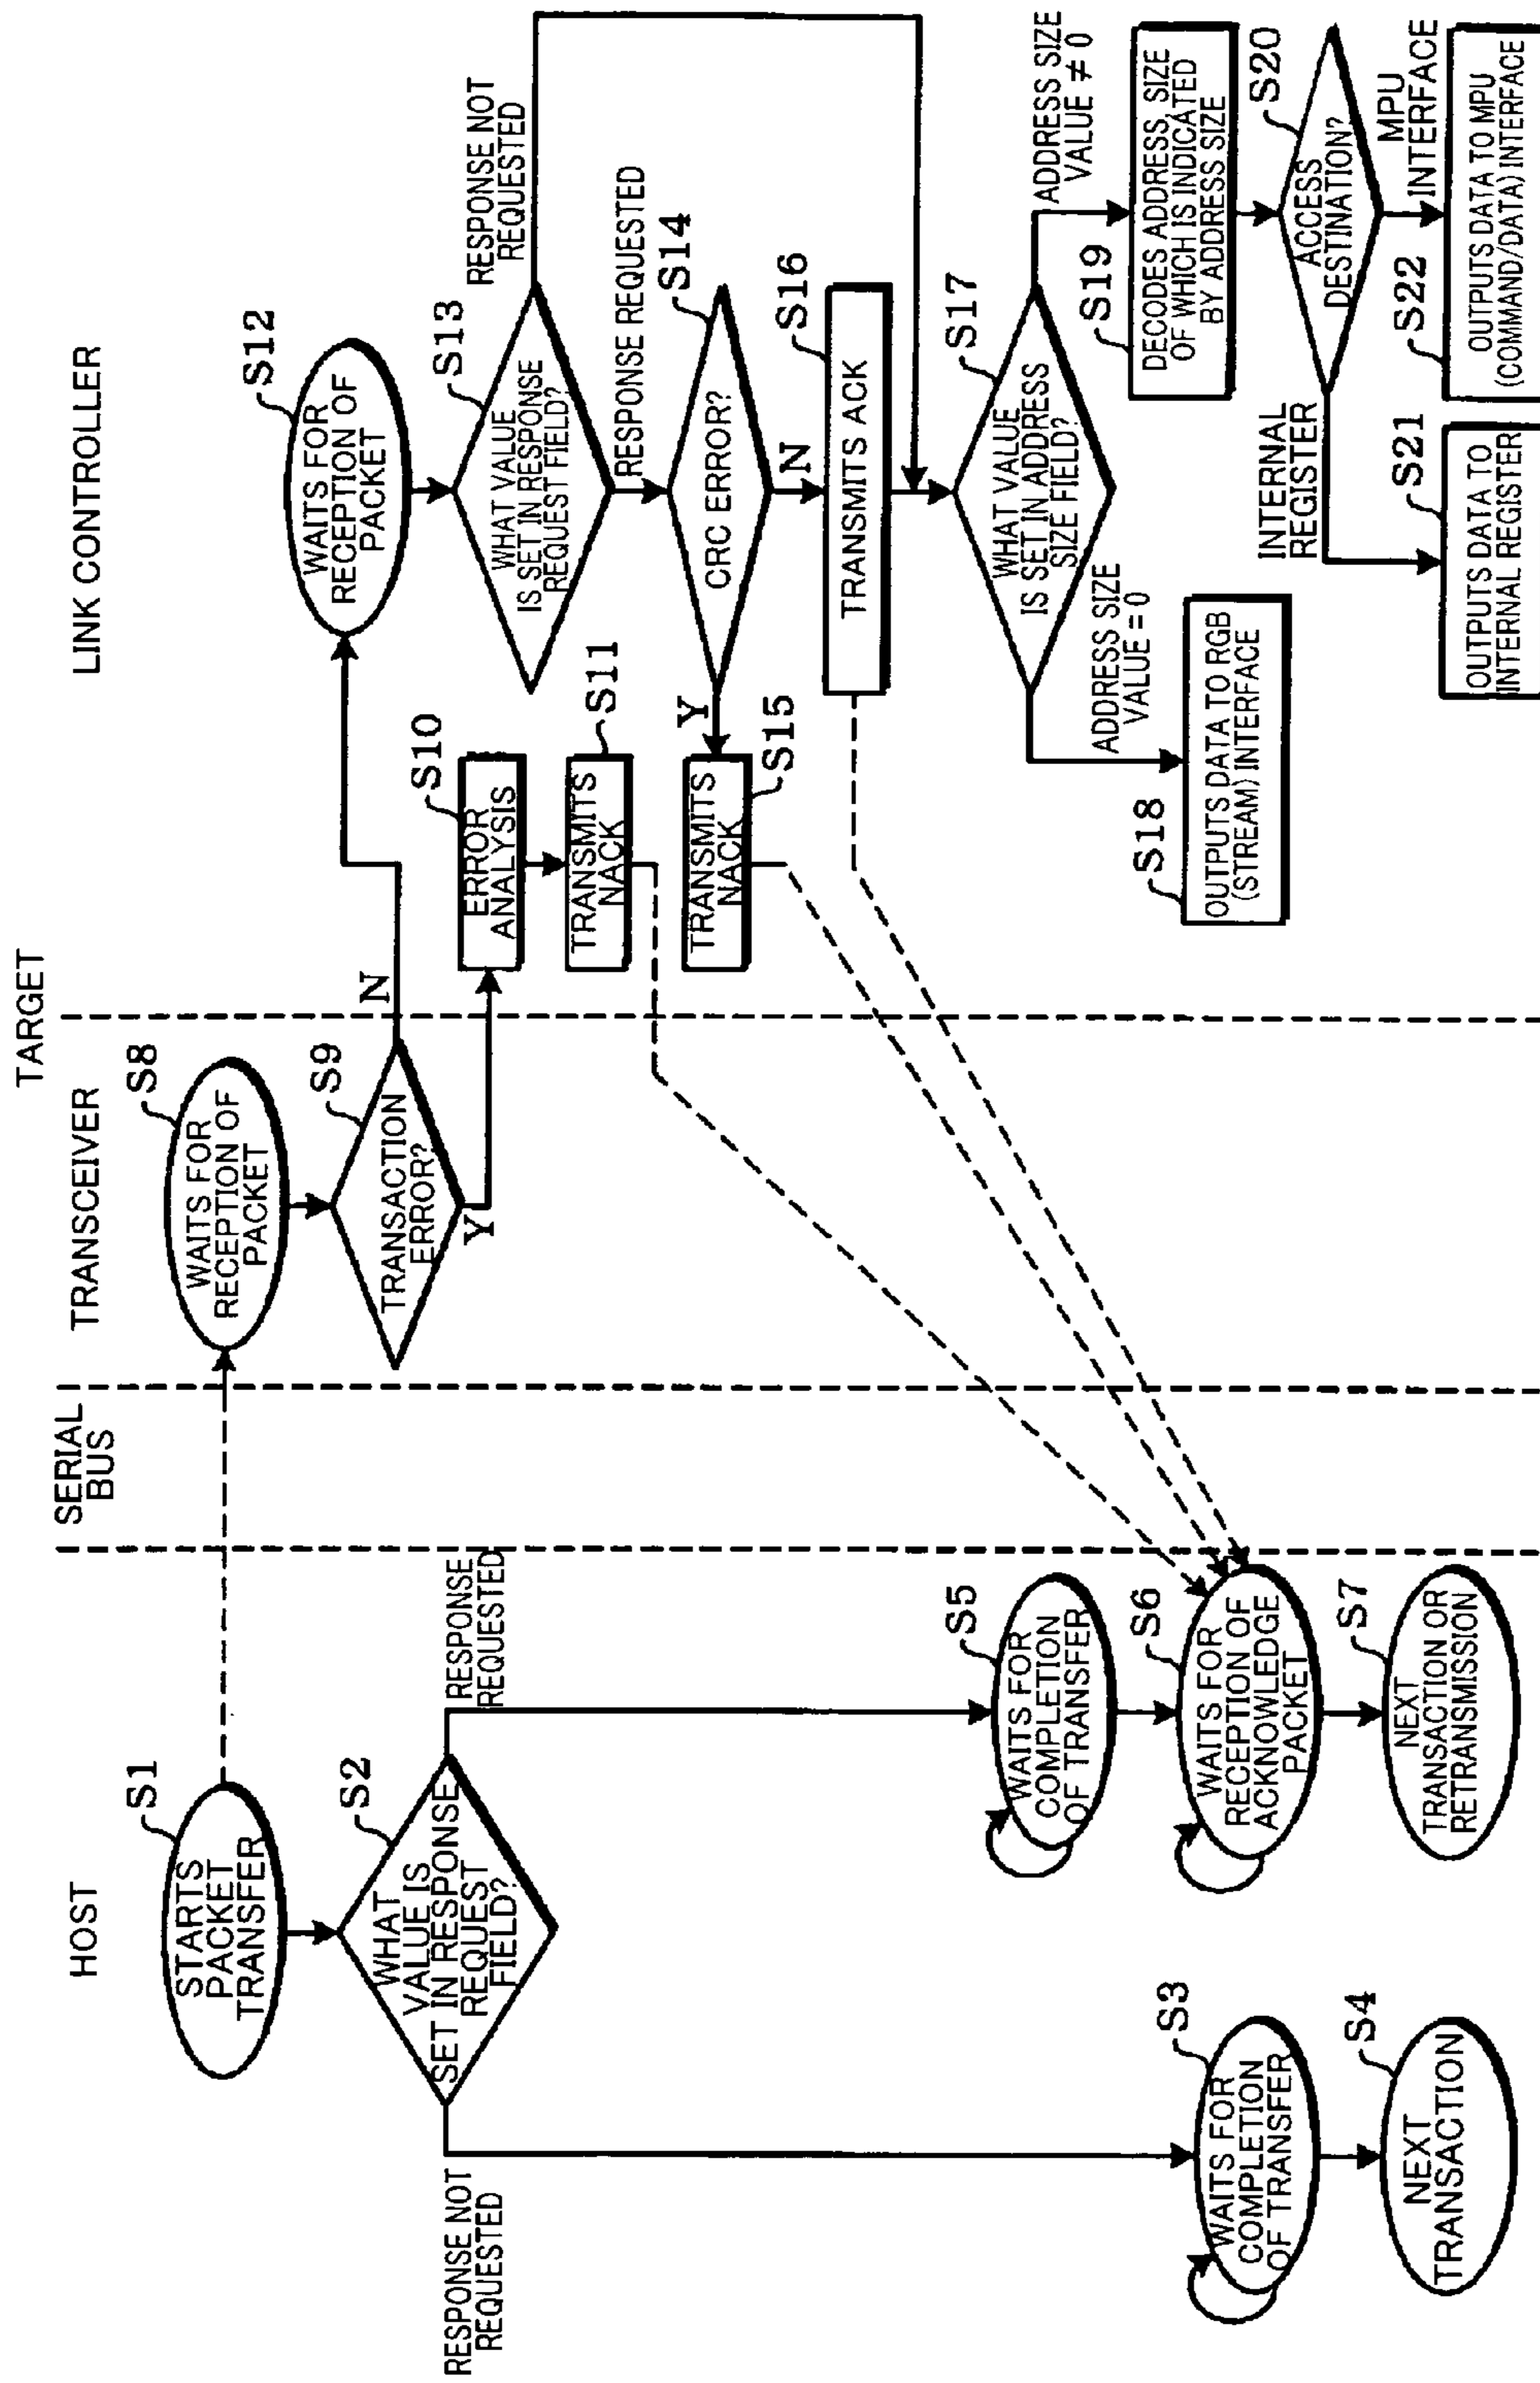 HOST
SERIAL
BUS
TARGET
TRANSCEIVER
LINK CONTROLLER
S1
STARTS
PACKET
TRANSFER
S2
WHAT
VALUE IS
SET IN RESPONSE
REQUEST
FIELD?
RESPONSE NOT
REQUESTED
RESPONSE
REQUESTED
S3
WAITS FOR
COMPLETION
OF TRANSFER
S4
NEXT
TRANSACTION
S5
WAITS FOR
COMPLETION
OF TRANSFER
S6
WAITS FOR
RECEPTION OF
ACKNOWLEDGE
PACKET
S7
NEXT
TRANSACTION OR
RETRANSMISSION
S8
WAITS FOR
RECEPTION OF
PACKET
S9
TRANSACTION
ERROR?
N
Y
S10
ERROR
ANALYSIS
S11
TRANSMITS
NACK
S12
WAITS FOR
RECEPTION OF
PACKET
S13
WHAT VALUE
IS SET IN RESPONSE
REQUEST FIELD?
RESPONSE NOT
REQUESTED
RESPONSE REQUESTED
S14
CRC ERROR?
Y
N
S15
TRANSMITS
NACK
S16
TRANSMITS ACK
S17
WHAT VALUE
IS SET IN ADDRESS
SIZE FIELD?
ADDRESS SIZE
VALUE = 0
ADDRESS SIZE
VALUE ≠ 0
S18
OUTPUTS DATA TO RGB
(STREAM) INTERFACE
S19
DECODES ADDRESS, SIZE
OF WHICH IS INDICATED
BY ADDRESS SIZE
S20
ACCESS
DESTINATION?
INTERNAL
REGISTER
MPU
INTERFACE
S21
OUTPUTS DATA TO
INTERNAL REGISTER
S22
OUTPUTS DATA TO MPU
(COMMAND/DATA) INTERFACE